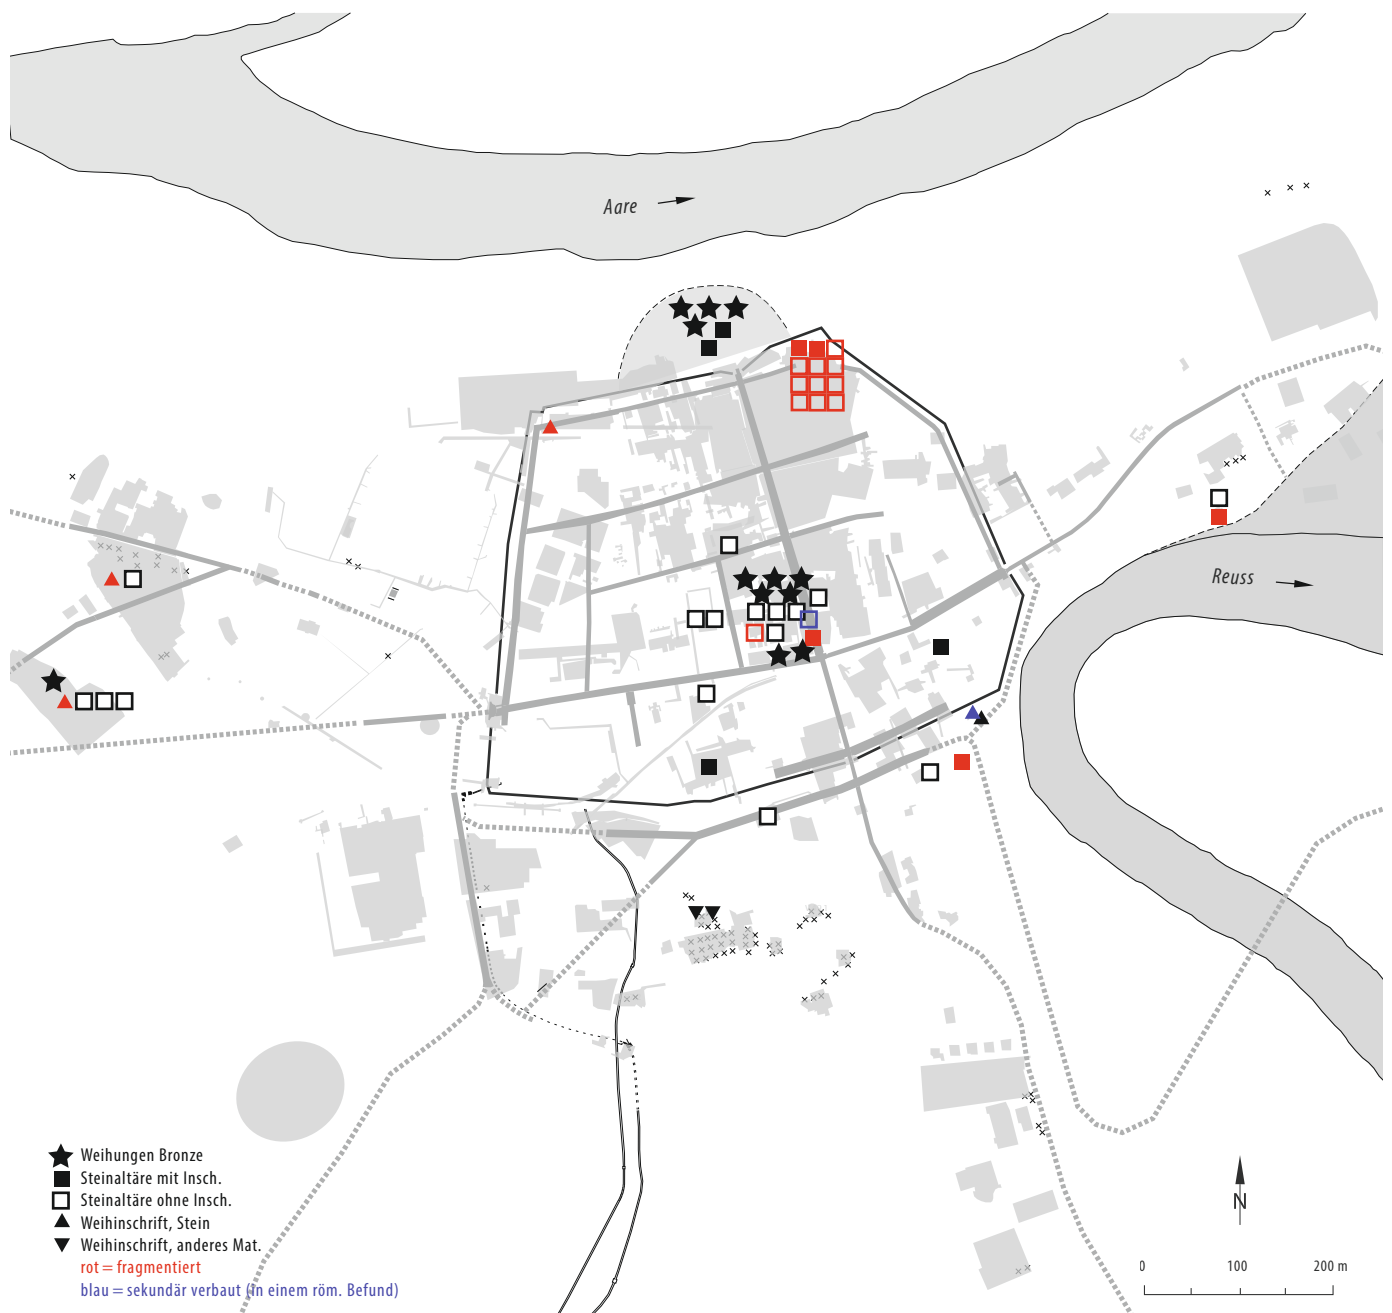 Aare
Reuss
Weihungen Bronze
Steinaltäre mit Insch.
Steinaltäre ohne Insch.
Weihinschrift, Stein
Weihinschrift, anderes Mat.
rot = fragmentiert
blau = sekundär verbaut (in einem röm. Befund)
N
0 100 200 m